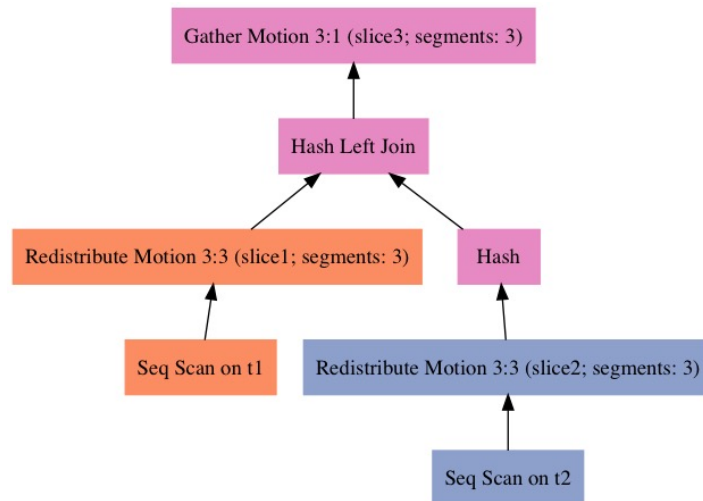 Gather Motion 3:1 (slice3; segments: 3)
Hash Left Join
Redistribute Motion 3:3 (slice1; segments: 3)
Hash
Seq Scan on t1
Redistribute Motion 3:3 (slice2; segments: 3)
Seq Scan on t2